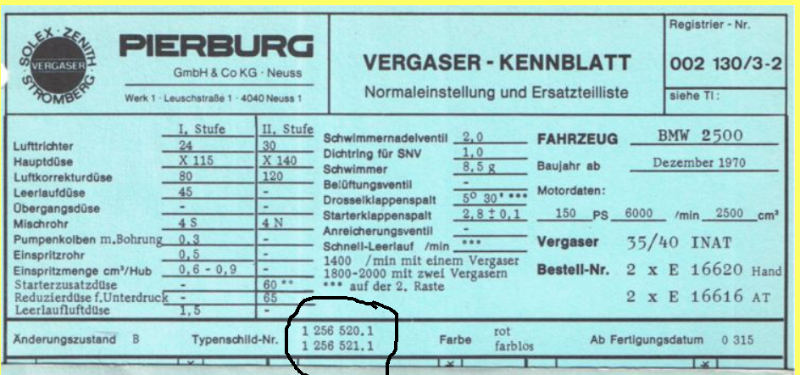 SOLEX · ZENITH
VERGASER
STROMBERG
PIERBURG
GmbH & Co KG · Neuss
Werk 1 · Leuschstraße 1 · 4040 Neuss 1
VERGASER - KENNBLATT
Normaleinstellung und Ersatzteilliste
Registrier - Nr.
002 130/3-2
siehe TI:
I. Stufe II. Stufe
Lufttrichter 24 30
Hauptdüse X 115 X 140
Luftkorrekturdüse 80 120
Leerlaufdüse 45 -
Übergangsdüse - -
Mischrohr 4 S 4 N
Pumpenkolben m. Bohrung 0.3 -
Einspritzrohr 0,5 -
Einspritzmenge cm³/Hub 0,6 - 0,9 -
Starterzusatzdüse - 60 **
Reduzierdüse f. Unterdruck - 65
Leerlaufluftdüse 1,5 -
Schwimmernadelventil 2,0
Dichtring für SNV 1,0
Schwimmer 8,5 g
Belüftungsventil -
Drosselklappenspalt 5° 30' ***
Starterklappenspalt 2,8 ± 0,1
Anreicherungsventil -
Schnell-Leerlauf /min ***
1400 /min mit einem Vergaser
1800-2000 mit zwei Vergasern
*** auf der 2. Raste
FAHRZEUG BMW 2500
Baujahr ab Dezember 1970
Motordaten:
150 PS 6000 /min 2500 cm³
Vergaser 35/40 INAT
Bestell-Nr. 2 x E 16620 Hand
2 x E 16616 AT
Änderungszustand B
Typenschild-Nr. 1 256 520.1
1 256 521.1
Farbe rot
farblos
Ab Fertigungsdatum 0 315